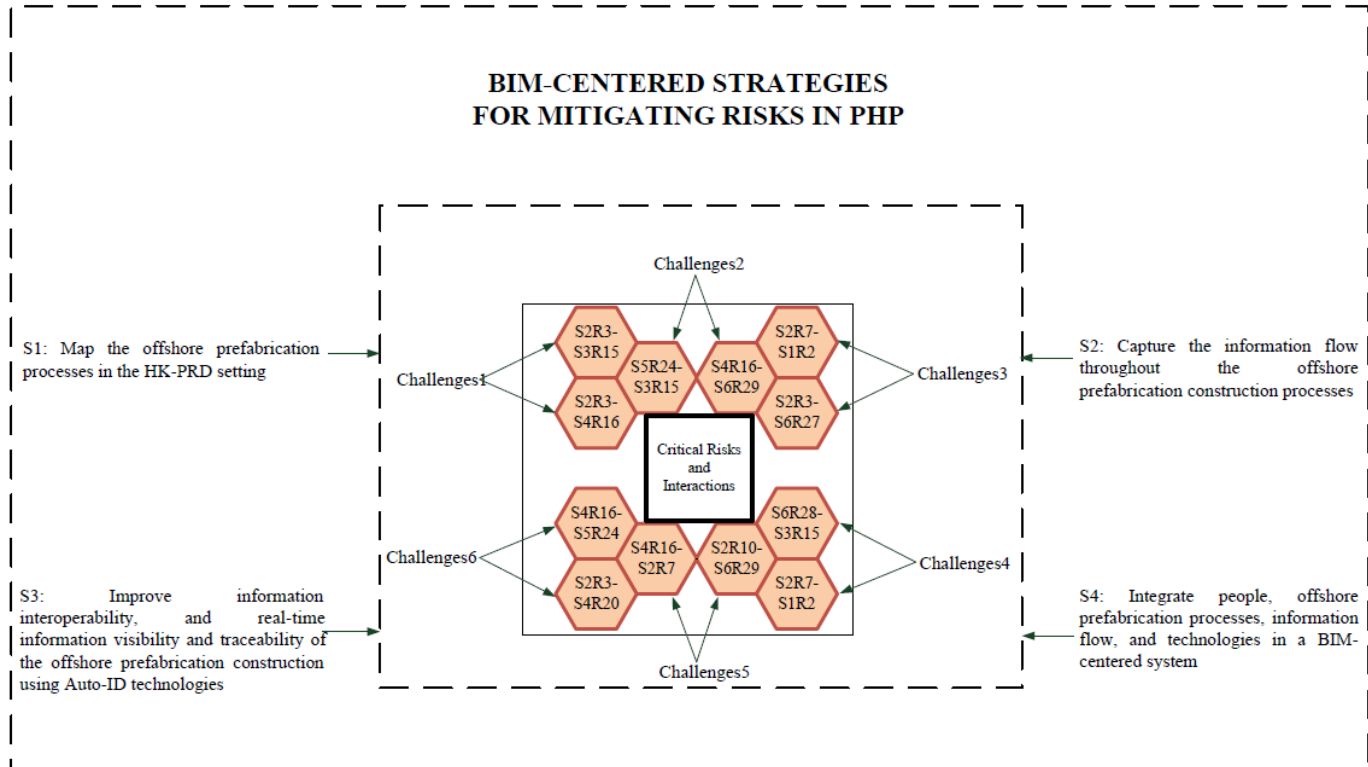 BIM-CENTERED STRATEGIES
FOR MITIGATING RISKS IN PHP
Challenges2
S1: Map the offshore prefabrication
processes in the HK-PRD setting
Challenges1
S2R3-
S3R15
S2R3-
S4R16
S5R24-
S3R15
S4R16-
S6R29
S2R7-
S1R2
S2R3-
S6R27
Challenges3
S2: Capture the information flow
throughout the offshore
prefabrication construction processes
Critical Risks
and
Interactions
S3: Improve information
interoperability, and real-time
information visibility and traceability of
the offshore prefabrication construction
using Auto-ID technologies
Challenges6
S4R16-
S5R24
S2R3-
S4R20
S4R16-
S2R7
S2R10-
S6R29
S6R28-
S3R15
S2R7-
S1R2
Challenges4
Challenges5
S4: Integrate people, offshore
prefabrication processes, information
flow, and technologies in a BIM-
centered system